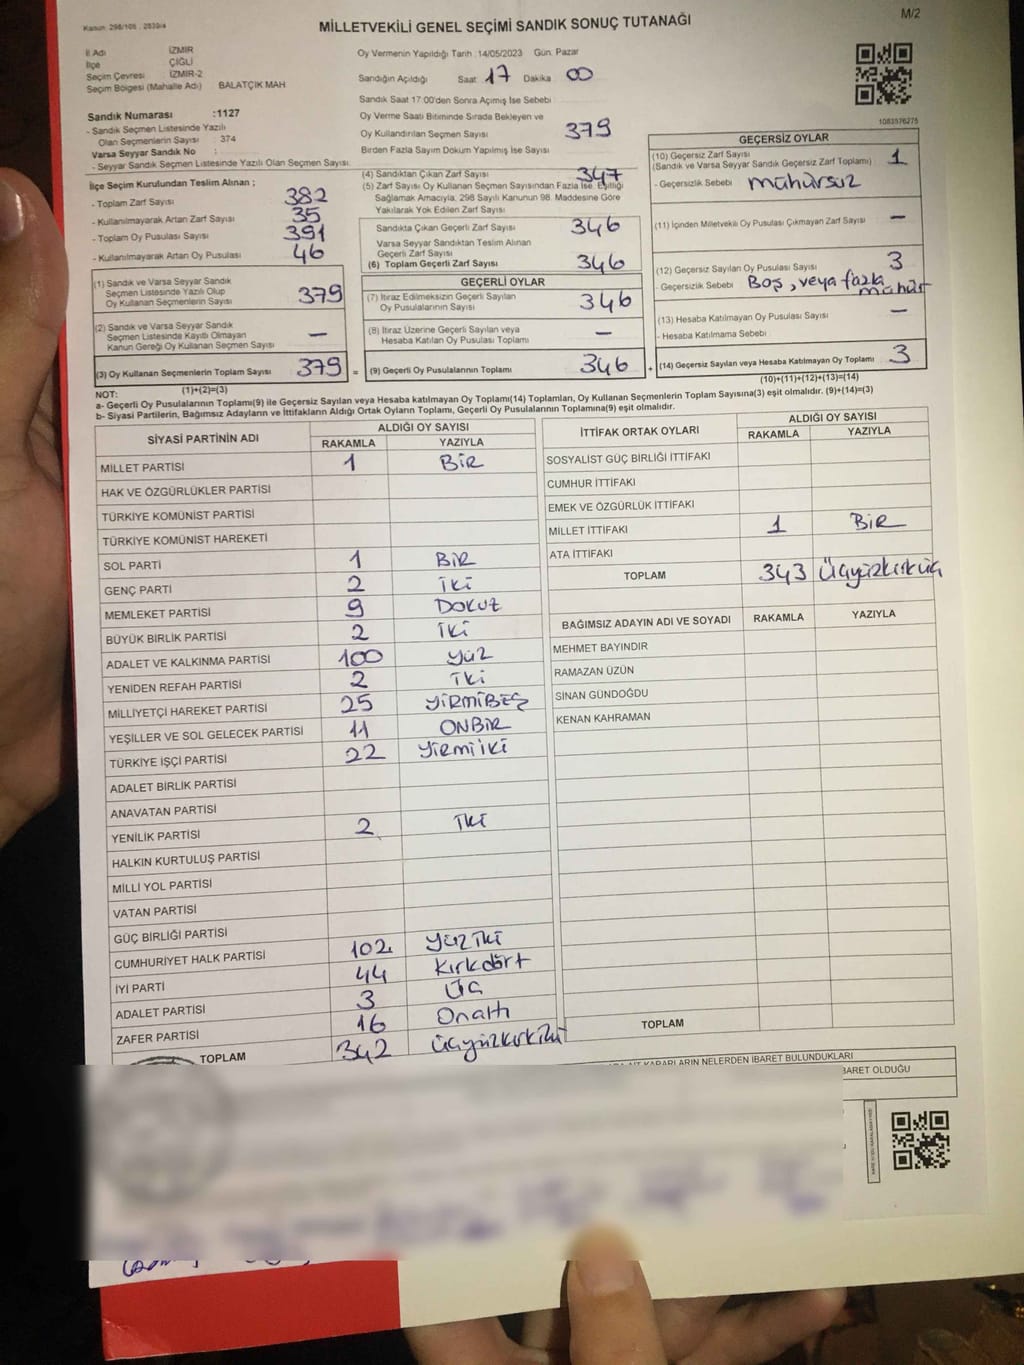 Kanun: 298/105 , 2839/4
MİLLETVEKİLİ GENEL SEÇİMİ SANDIK SONUÇ TUTANAĞI
M/2
İl Adı İZMİR
İlçe ÇİĞLİ
Seçim Çevresi İZMİR-2
Seçim Bölgesi (Mahalle Adı) BALATÇIK MAH
Sandık Numarası :1127
- Sandık Seçmen Listesinde Yazılı
Olan Seçmenlerin Sayısı : 374
Varsa Seyyar Sandık No :
- Seyyar Sandık Seçmen Listesinde Yazılı Olan Seçmen Sayısı:
Oy Vermenin Yapıldığı Tarih : 14/05/2023 Gün: Pazar
Sandığın Açıldığı Saat: 17 Dakika : 00
Sandık Saat 17:00'den Sonra Açımış İse Sebebi :
Oy Verme Saati Bitiminde Sırada Bekleyen ve
Oy Kullandırılan Seçmen Sayısı : 379
Birden Fazla Sayım Döküm Yapılmış İse Sayısı :
1083576275
İlçe Seçim Kurulundan Teslim Alınan ;
- Toplam Zarf Sayısı : 382
- Kullanılmayarak Artan Zarf Sayısı : 35
- Toplam Oy Pusulası Sayısı : 391
- Kullanılmayarak Artan Oy Pusulası : 46
(4) Sandıktan Çıkan Zarf Sayısı : 347
(5) Zarf Sayısı Oy Kullanan Seçmen Sayısından Fazla İse, Eşitliği
Sağlamak Amacıyla, 298 Sayılı Kanunun 98. Maddesine Göre
Yakılarak Yok Edilen Zarf Sayısı :
Sandıkta Çıkan Geçerli Zarf Sayısı : 346
Varsa Seyyar Sandıktan Teslim Alınan
Geçerli Zarf Sayısı :
(6) Toplam Geçerli Zarf Sayısı : 346
GEÇERSİZ OYLAR
(10) Geçersiz Zarf Sayısı
(Sandık ve Varsa Seyyar Sandık Geçersiz Zarf Toplamı) : 1
- Geçersizlik Sebebi : mühürsüz
(11) İçinden Milletvekili Oy Pusulası Çıkmayan Zarf Sayısı : –
(12) Geçersiz Sayılan Oy Pusulası Sayısı : 3
- Geçersizlik Sebebi : BOŞ, veya fazla
mühür
(13) Hesaba Katılmayan Oy Pusulası Sayısı : –
- Hesaba Katılmama Sebebi :
(14) Geçersiz Sayılan veya Hesaba Katılmayan Oy Toplamı : 3
(10)+(11)+(12)+(13)=(14)
(1) Sandık ve Varsa Seyyar Sandık
Seçmen Listesinde Yazılı Olup
Oy Kullanan Seçmenlerin Sayısı : 379
(2) Sandık ve Varsa Seyyar Sandık
Seçmen Listesinde Kayıtlı Olmayan
Kanun Gereği Oy Kullanan Seçmen Sayısı : –
(3) Oy Kullanan Seçmenlerin Toplam Sayısı : 379 =
(1)+(2)=(3)
GEÇERLİ OYLAR
(7) İtiraz Edilmeksizin Geçerli Sayılan
Oy Pusulalarının Sayısı : 346
(8) İtiraz Üzerine Geçerli Sayılan veya
Hesaba Katılan Oy Pusulası Toplamı : –
(9) Geçerli Oy Pusulalarının Toplamı : 346 +
NOT:
a- Geçerli Oy Pusulalarının Toplamı(9) ile Geçersiz Sayılan veya Hesaba katılmayan Oy Toplamı(14) Toplamları, Oy Kullanan Seçmenlerin Toplam Sayısına(3) eşit olmalıdır. (9)+(14)=(3)
b- Siyasi Partilerin, Bağımsız Adayların ve İttifakların Aldığı Ortak Oyların Toplamı, Geçerli Oy Pusulalarının Toplamına(9) eşit olmalıdır.
SİYASİ PARTİNİN ADI ALDIĞI OY SAYISI
RAKAMLA YAZIYLA
MİLLET PARTİSİ 1 BİR
HAK VE ÖZGÜRLÜKLER PARTİSİ
TÜRKİYE KOMÜNİST PARTİSİ
TÜRKİYE KOMÜNİST HAREKETİ
SOL PARTİ 1 BİR
GENÇ PARTİ 2 İKİ
MEMLEKET PARTİSİ 9 DOKUZ
BÜYÜK BİRLİK PARTİSİ 2 İKİ
ADALET VE KALKINMA PARTİSİ 100 yüz
YENİDEN REFAH PARTİSİ 2 İKİ
MİLLİYETÇİ HAREKET PARTİSİ 25 YİRMİBEŞ
YEŞİLLER VE SOL GELECEK PARTİSİ 11 ONBİR
TÜRKİYE İŞÇİ PARTİSİ 22 Yirmiiki
ADALET BİRLİK PARTİSİ
ANAVATAN PARTİSİ
YENİLİK PARTİSİ 2 İKİ
HALKIN KURTULUŞ PARTİSİ
MİLLİ YOL PARTİSİ
VATAN PARTİSİ
GÜÇ BİRLİĞİ PARTİSİ
CUMHURİYET HALK PARTİSİ 102 Yüz iki
İYİ PARTİ 44 Kırkdört
ADALET PARTİSİ 3 Üç
ZAFER PARTİSİ 16 Onaltı
TOPLAM 342 üçyüzkırkiki
İTTİFAK ORTAK OYLARI ALDIĞI OY SAYISI
RAKAMLA YAZIYLA
SOSYALİST GÜÇ BİRLİĞİ İTTİFAKI
CUMHUR İTTİFAKI
EMEK VE ÖZGÜRLÜK İTTİFAKI
MİLLET İTTİFAKI 1 BİR
ATA İTTİFAKI
TOPLAM 343 üçyüzkırküç
BAĞIMSIZ ADAYIN ADI VE SOYADI RAKAMLA YAZIYLA
MEHMET BAYINDIR
RAMAZAN ÜZÜN
SİNAN GÜNDOĞDU
KENAN KAHRAMAN
TOPLAM
KARARLARIN NELERDEN İBARET BULUNDUKLARI
İBARET OLDUĞU